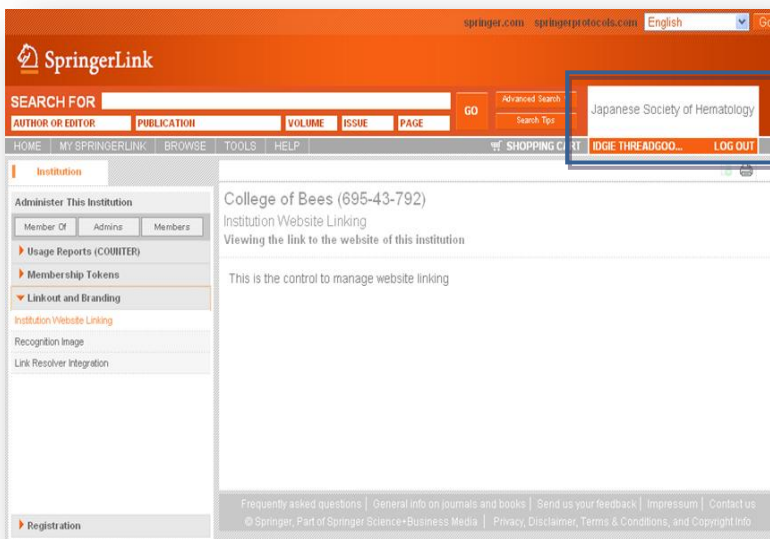 springer.com springerprotocols.com English Go
SpringerLink
SEARCH FOR GO Advanced Search
AUTHOR OR EDITOR PUBLICATION VOLUME ISSUE PAGE Search Tips
Japanese Society of Hematology
HOME MY SPRINGERLINK BROWSE TOOLS HELP SHOPPING CART IDGIE THREADGOO... LOG OUT
Institution
Administer This Institution
Member Of Admins Members
Usage Reports (COUNTER)
Membership Tokens
Linkout and Branding
Institution Website Linking
Recognition Image
Link Resolver Integration
Registration
College of Bees (695-43-792)
Institution Website Linking
Viewing the link to the website of this institution
This is the control to manage website linking
Frequently asked questions | General info on journals and books | Send us your feedback | Impressum | Contact us
© Springer, Part of Springer Science+Business Media | Privacy, Disclaimer, Terms & Conditions, and Copyright Info